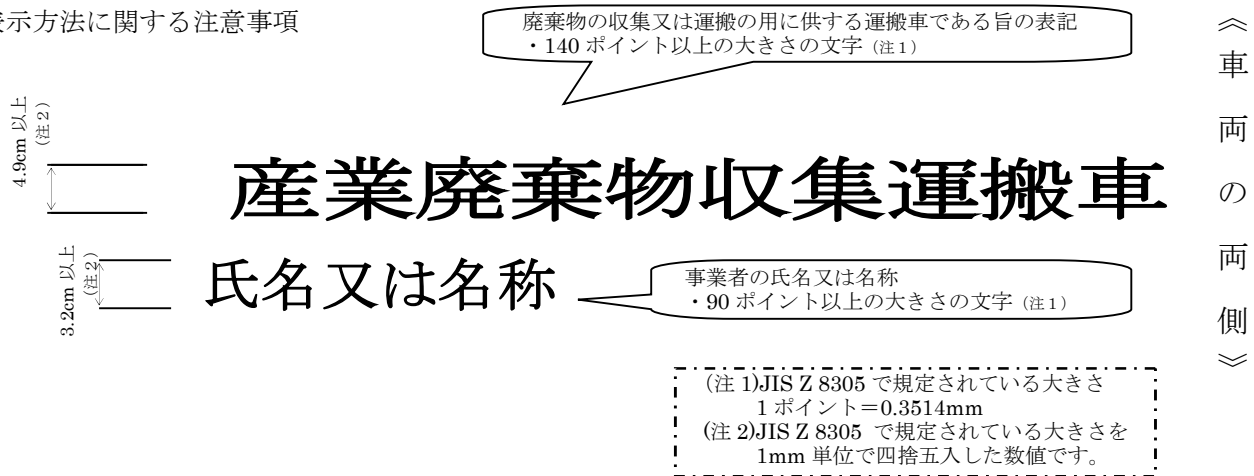 示方法に関する注意事項
廃棄物の収集又は運搬の用に供する運搬車である旨の表記
・140 ポイント以上の大きさの文字（注１）
4.9cm 以上
（注２）
産業廃棄物収集運搬車
3.2cm 以上
（注２）
氏名又は名称
事業者の氏名又は名称
・90 ポイント以上の大きさの文字（注１）
《車両の両側》
（注 1)JIS Z 8305 で規定されている大きさ
1 ポイント＝0.3514mm
（注 2)JIS Z 8305 で規定されている大きさを
1mm 単位で四捨五入した数値です。